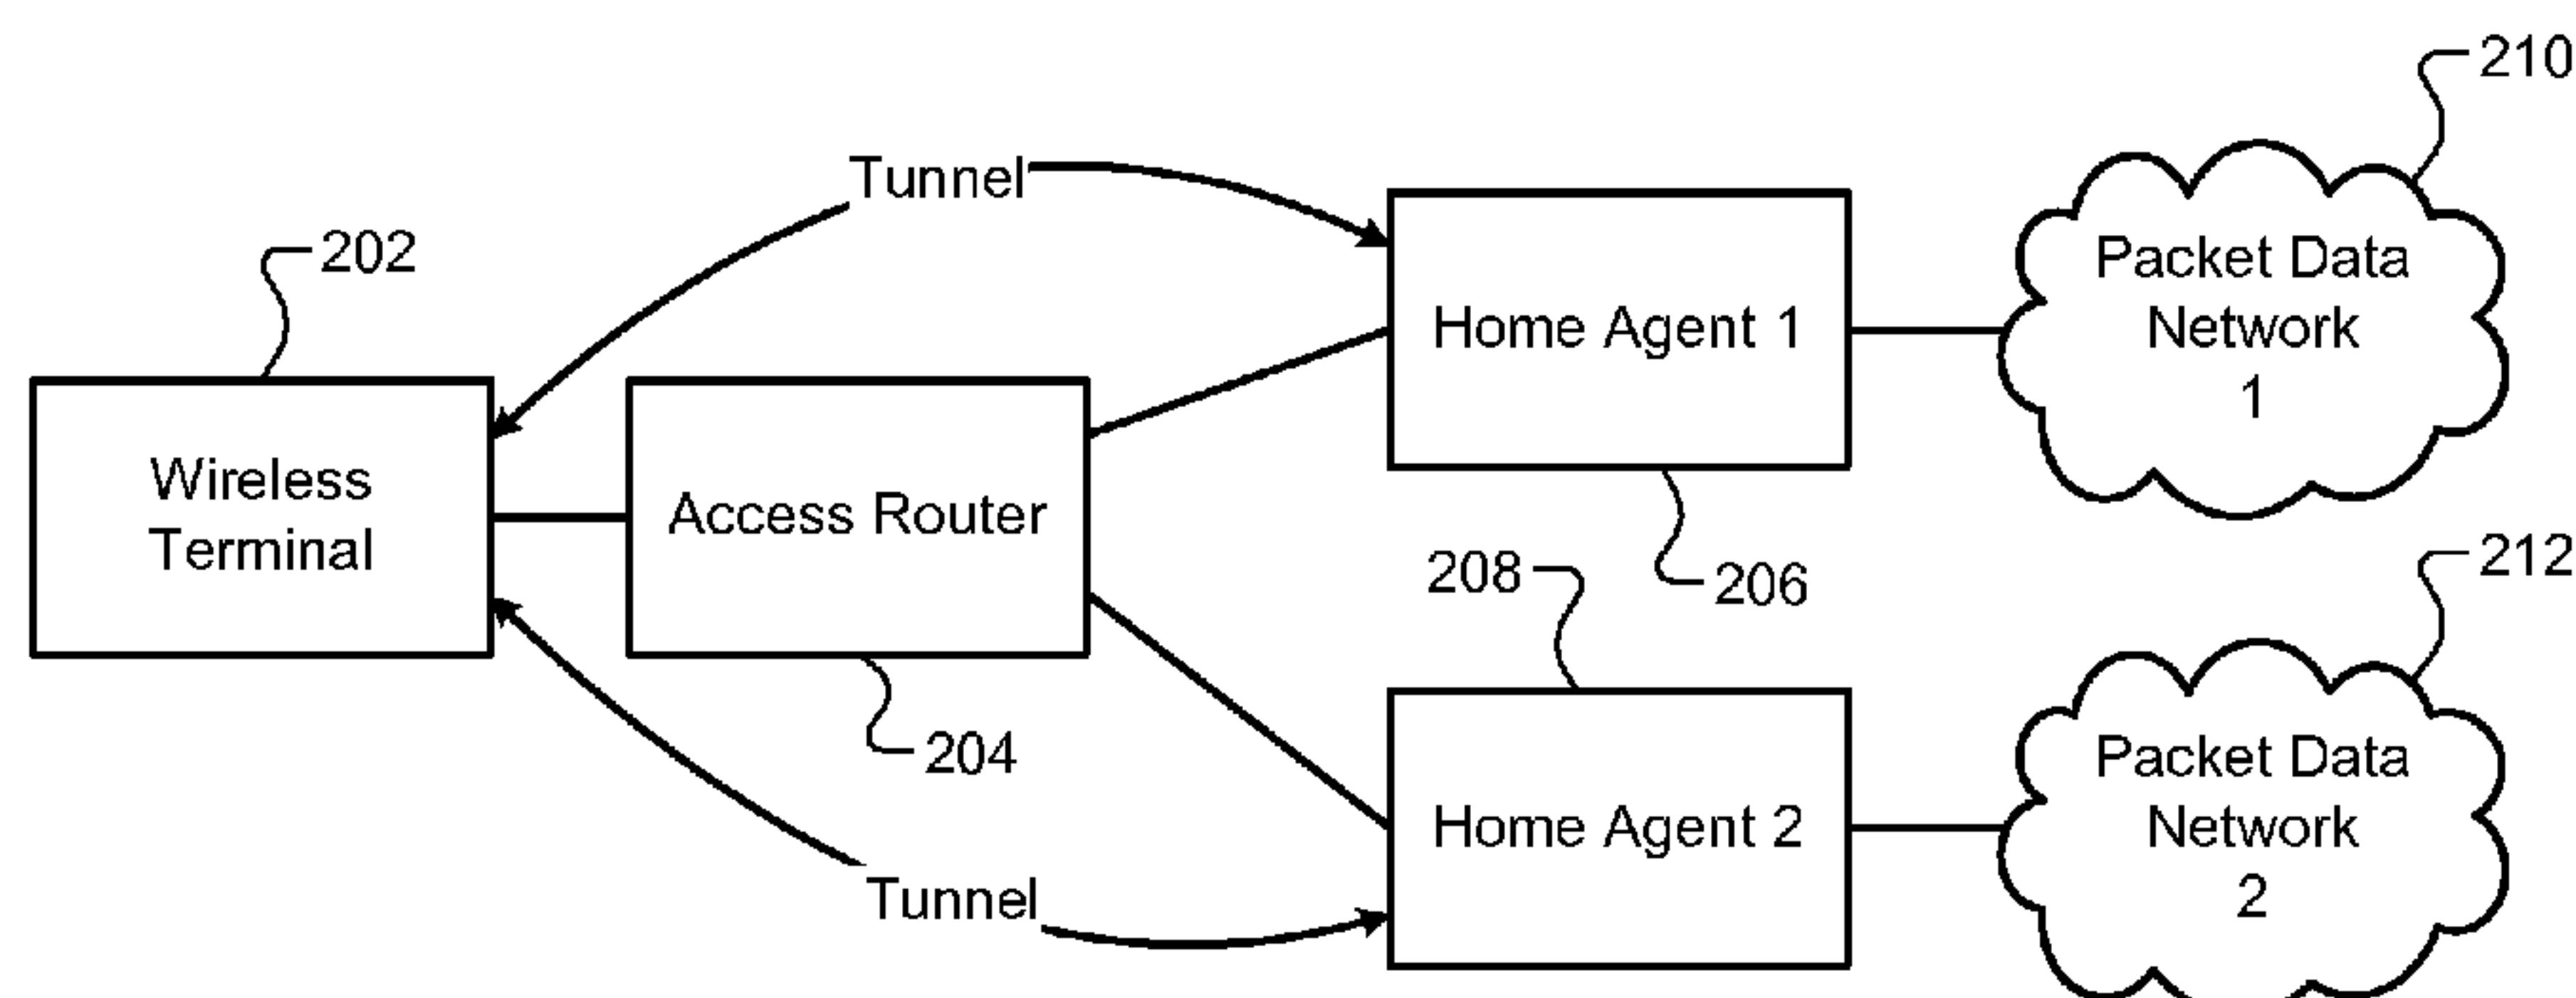 210
Tunnel
202
Packet Data
Network
1
Home Agent 1
Wireless
Terminal
Access Router
206
208
212
204
Packet Data
Network
2
Home Agent 2
Tunnel